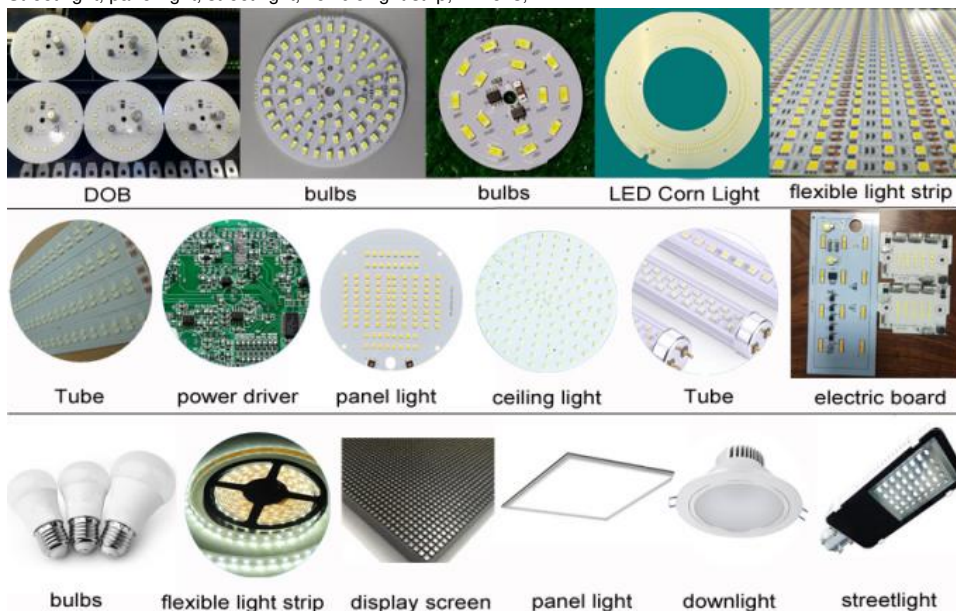 DOB bulbs bulbs LED Corn Light flexible light strip
Tube power driver panel light ceiling light Tube electric board
bulbs flexible light strip display screen panel light downlight streetlight